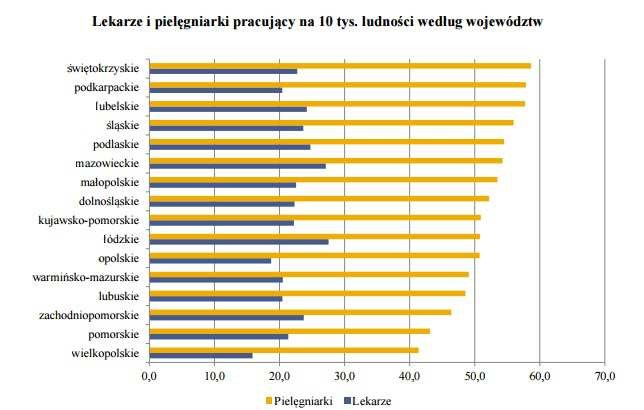 Lekarze i pielęgniarki pracujący na 10 tys. ludności według województw
świętokrzyskie
podkarpackie
lubelskie
śląskie
podlaskie
mazowieckie
małopolskie
dolnośląskie
kujawsko-pomorskie
łódzkie
opolskie
warmińsko-mazurskie
lubuskie
zachodniopomorskie
pomorskie
wielkopolskie
0,0 10,0 20,0 30,0 40,0 50,0 60,0 70,0
Pielęgniarki Lekarze